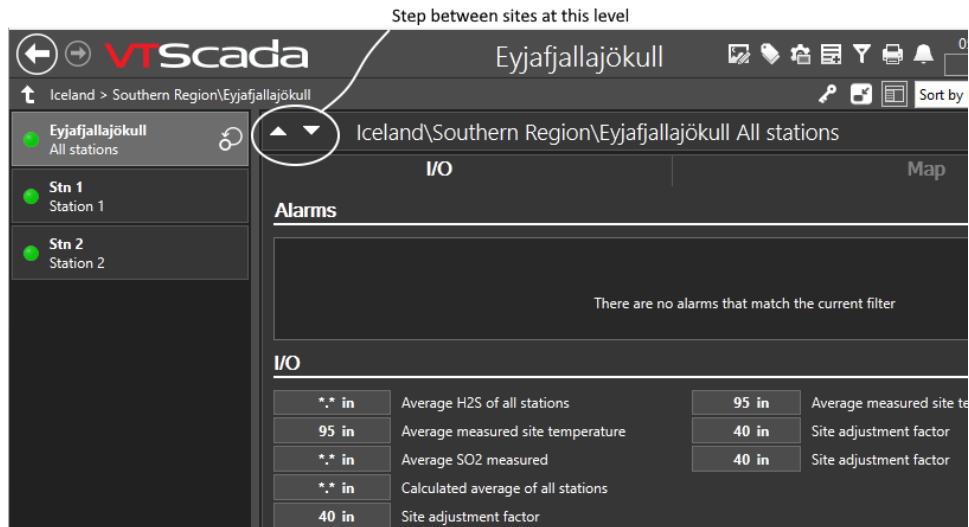 Step between sites at this level
VTScada
Eyjafjallajökull
Iceland > Southern Region\Eyjafjallajökull
Sort by
Eyjafjallajökull
All stations
Iceland\Southern Region\Eyjafjallajökull All stations
I/O
Map
Stn 1
Station 1
Alarms
Stn 2
Station 2
There are no alarms that match the current filter
I/O
*.* in Average H2S of all stations
95 in Average measured site
95 in Average measured site temperature
40 in Site adjustment factor
*.* in Average SO2 measured
40 in Site adjustment factor
*.* in Calculated average of all stations
40 in Site adjustment factor